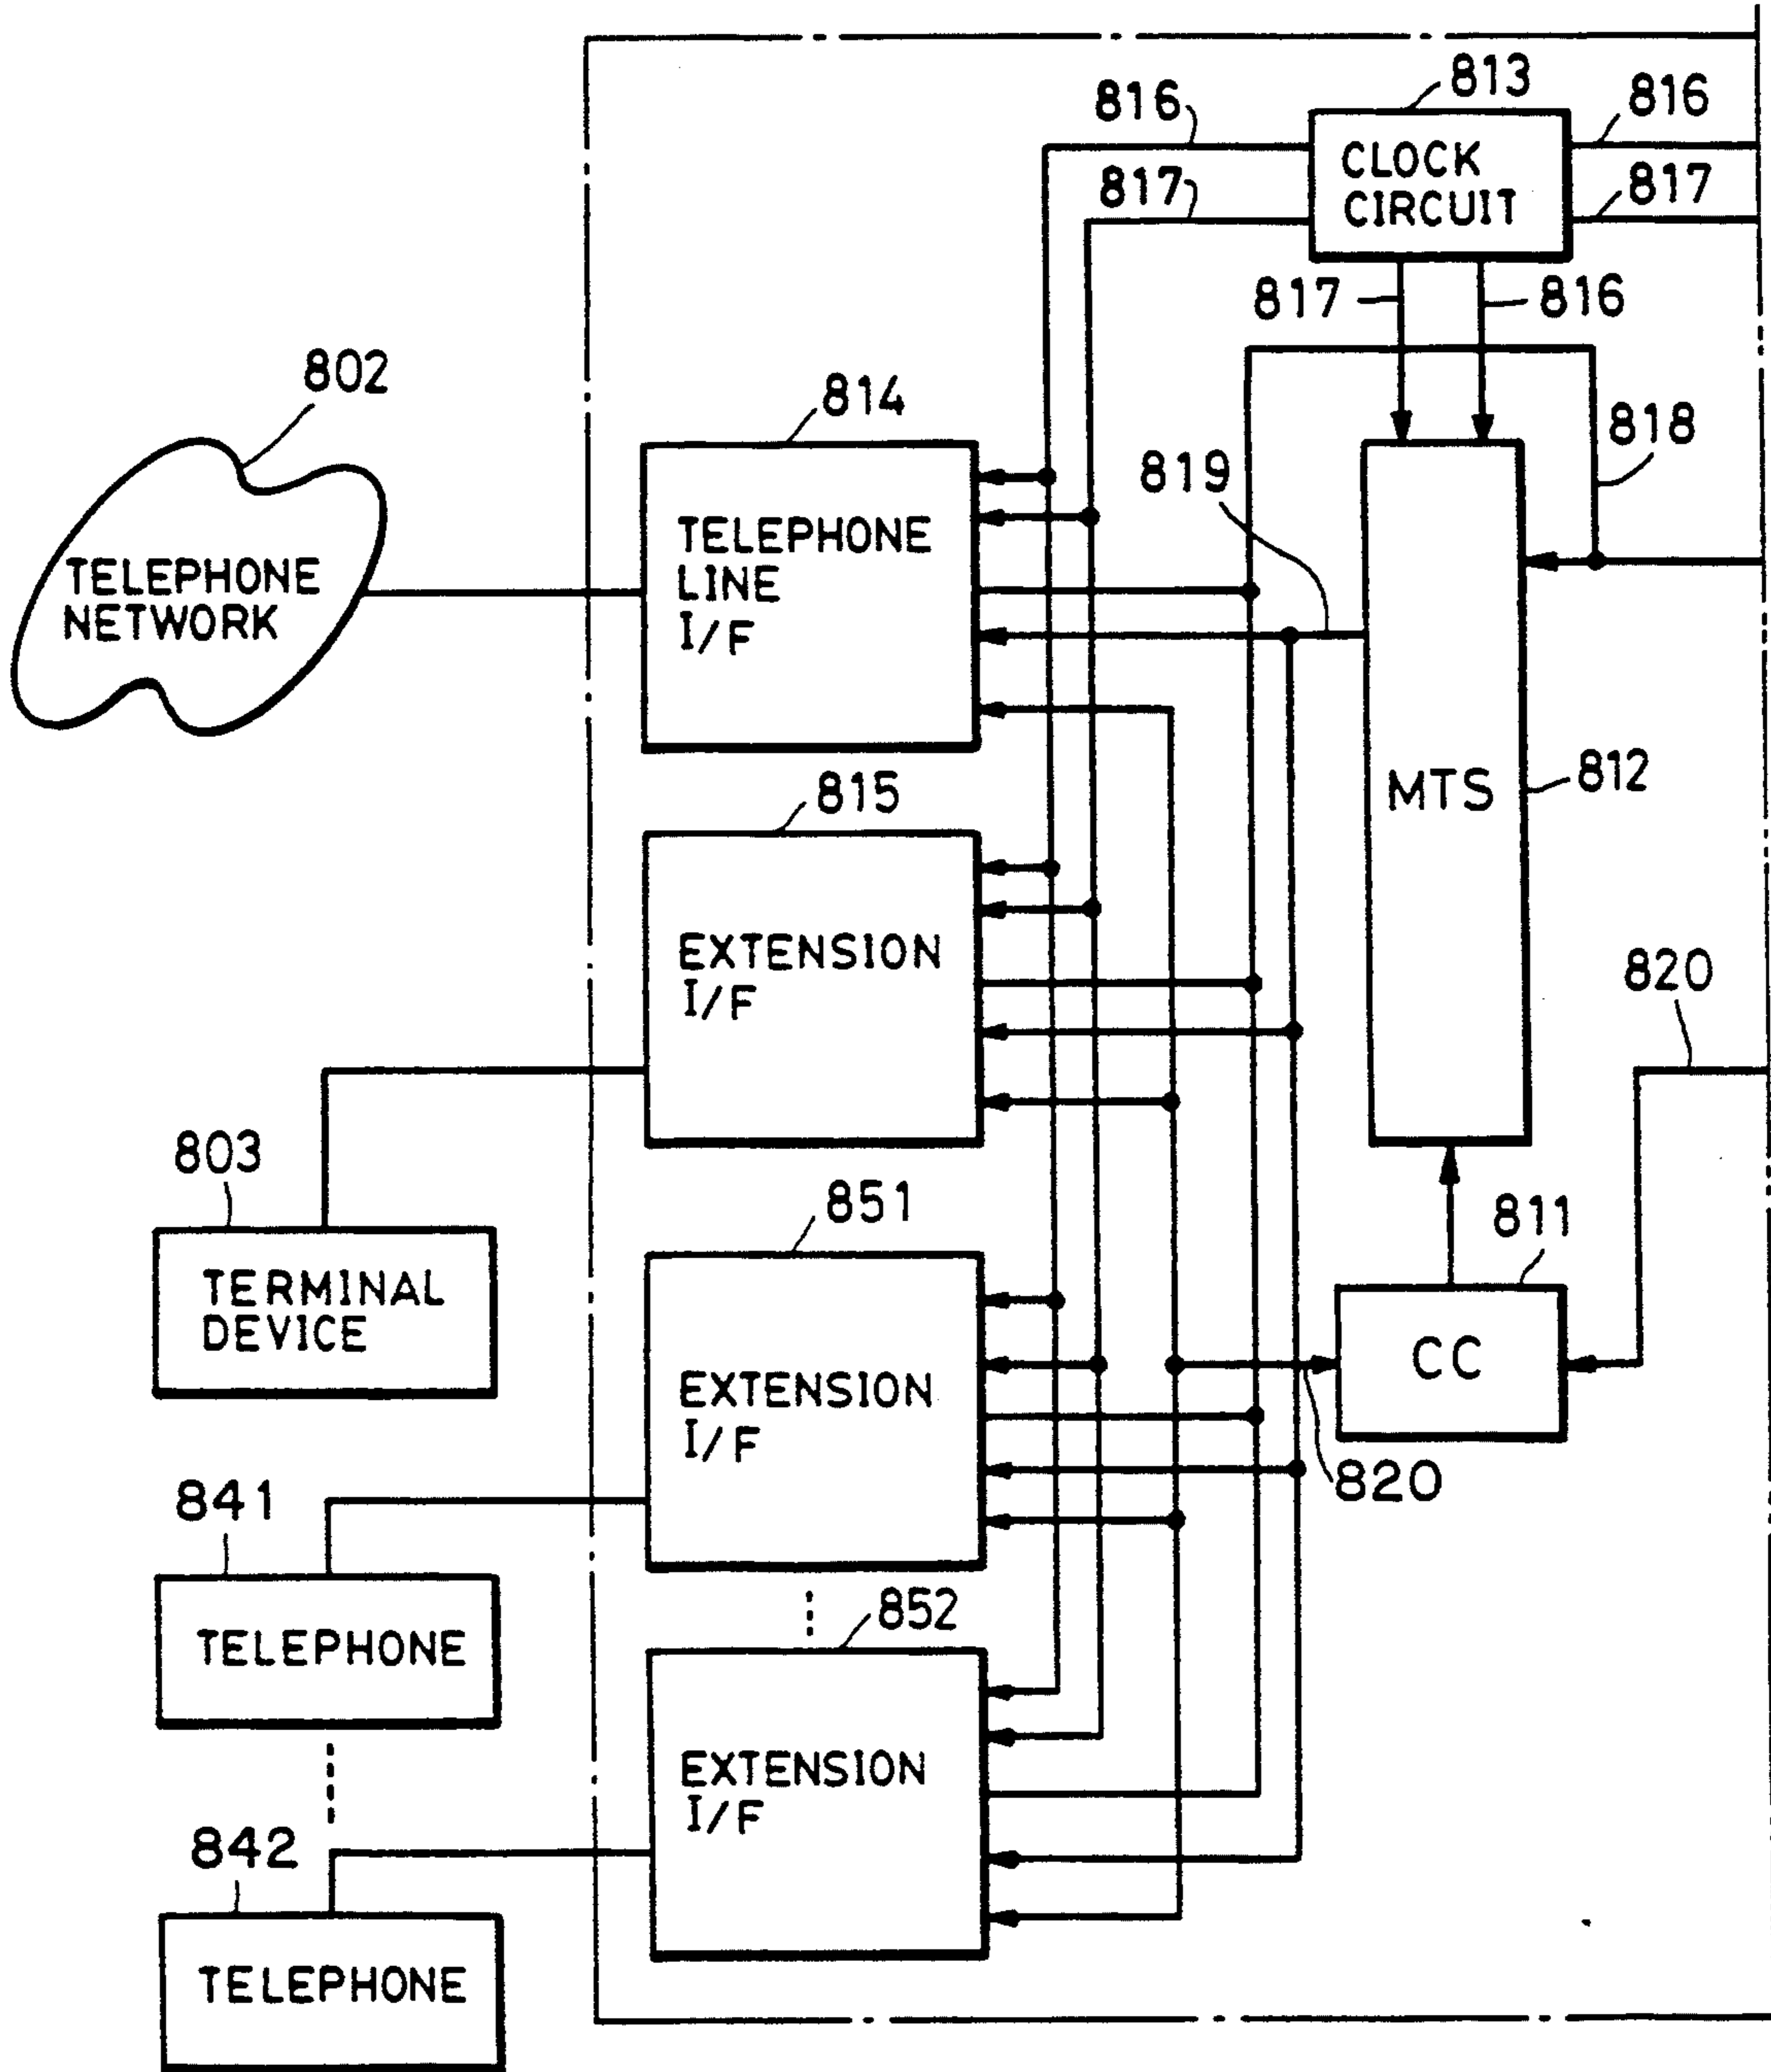 813
816
816
CLOCK
CIRCUIT
817
817
817
816
802
814
818
819
TELEPHONE
LINE
I/F
TELEPHONE
NETWORK
815
MTS
812
EXTENSION
I/F
820
803
851
811
TERMINAL
DEVICE
CC
EXTENSION
I/F
820
841
852
TELEPHONE
EXTENSION
I/F
842
TELEPHONE